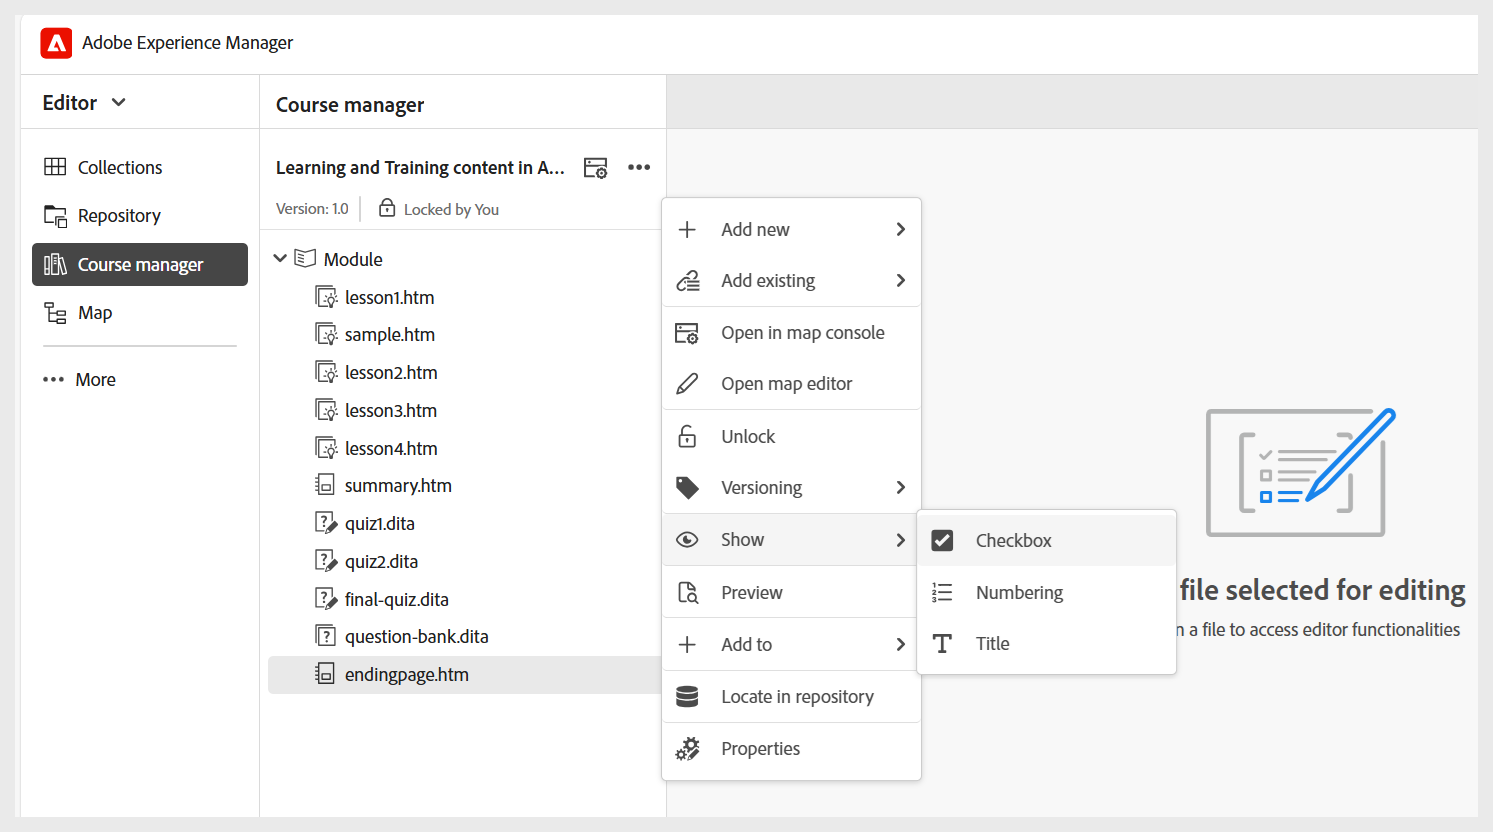 Adobe Experience Manager
Editor
Course manager
Collections
Repository
Course manager
Map
More
Learning and Training content in A...
Version: 1.0
Locked by You
Module
lesson1.htm
sample.htm
lesson2.htm
lesson3.htm
lesson4.htm
summary.htm
quiz1.dita
quiz2.dita
final-quiz.dita
question-bank.dita
endingpage.htm
Add new
Add existing
Open in map console
Open map editor
Unlock
Versioning
Show
Preview
Add to
Locate in repository
Properties
Checkbox
Numbering
Title
file selected for editing
n a file to access editor functionalities